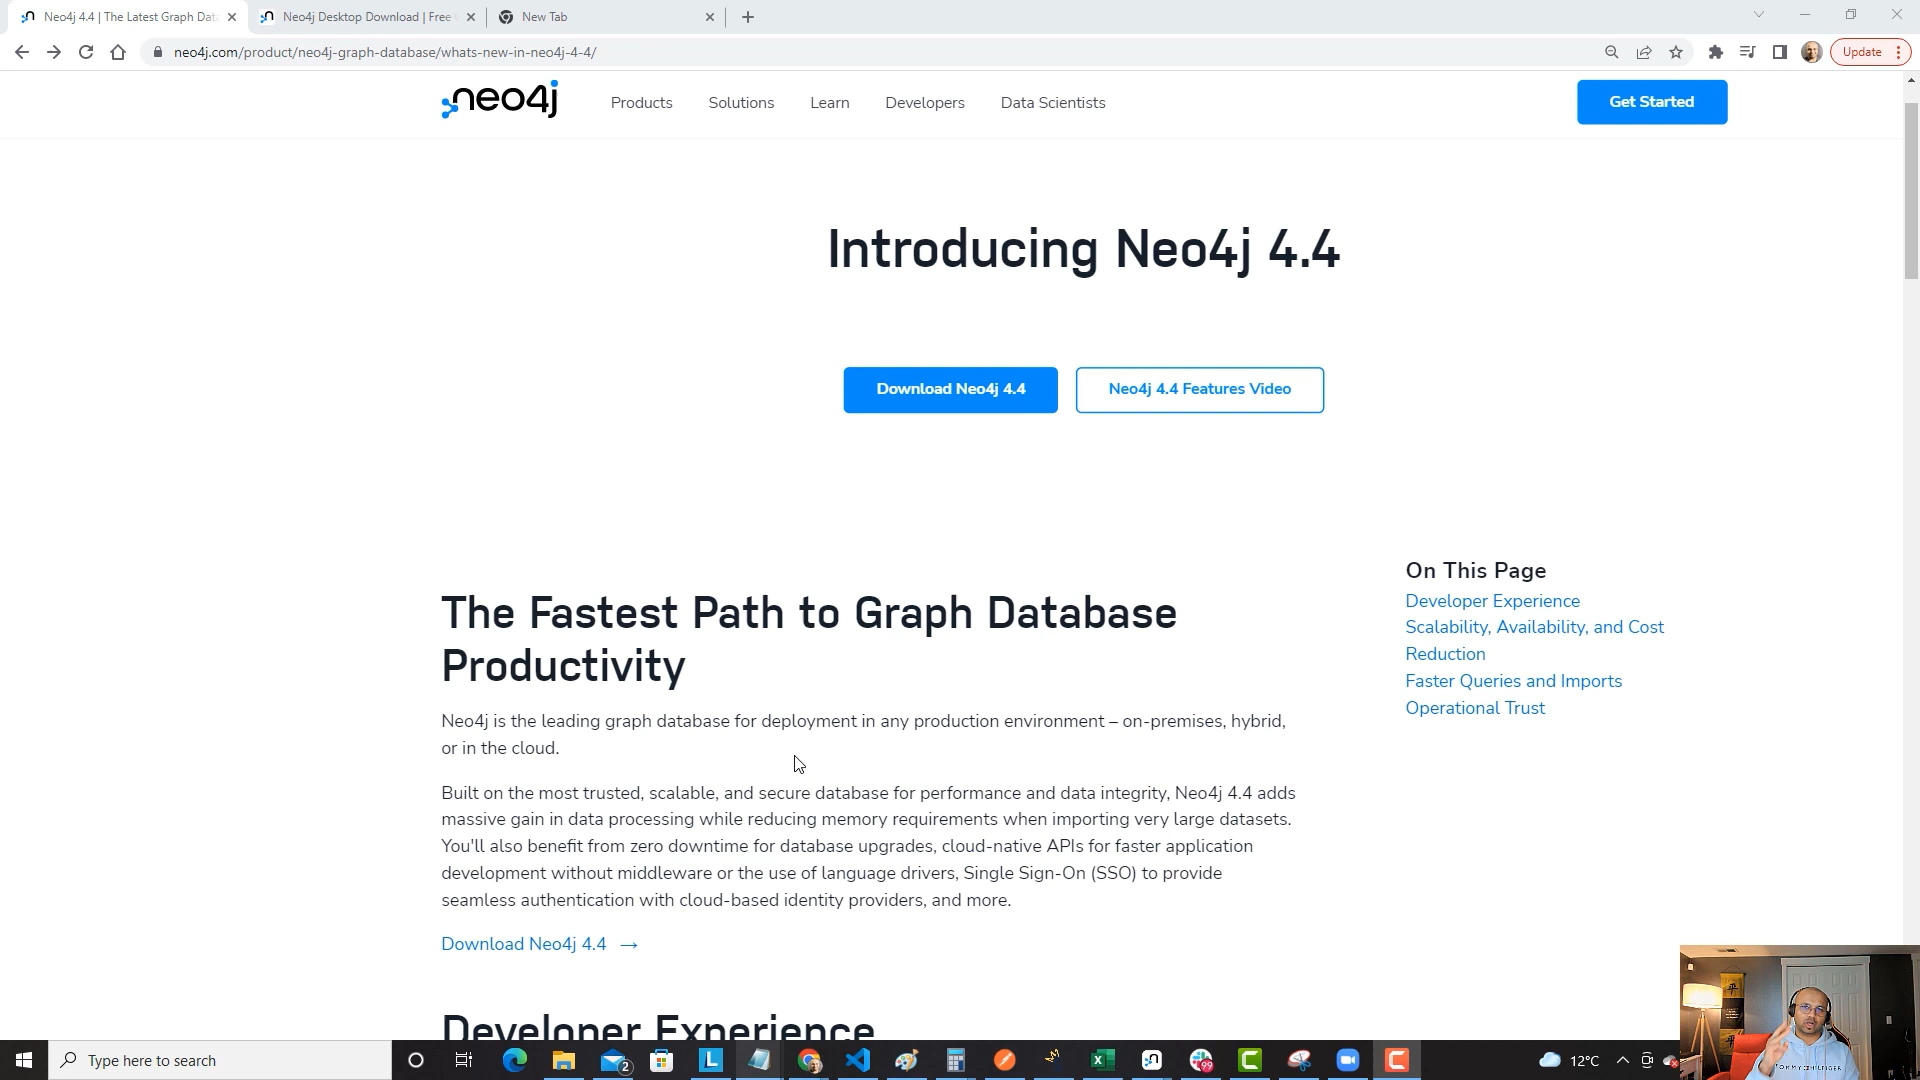 Neo4j 4.4 | The Latest Graph Dat
Neo4j Desktop Download | Free
New Tab
neo4j.com/product/neo4j-graph-database/whats-new-in-neo4j-4-4/
Update
neo4j
Products
Solutions
Learn
Developers
Data Scientists
Get Started
Introducing Neo4j 4.4
Download Neo4j 4.4
Neo4j 4.4 Features Video
The Fastest Path to Graph Database
Productivity
Neo4j is the leading graph database for deployment in any production environment – on-premises, hybrid,
or in the cloud.
Built on the most trusted, scalable, and secure database for performance and data integrity, Neo4j 4.4 adds
massive gain in data processing while reducing memory requirements when importing very large datasets.
You'll also benefit from zero downtime for database upgrades, cloud-native APIs for faster application
development without middleware or the use of language drivers, Single Sign-On (SSO) to provide
seamless authentication with cloud-based identity providers, and more.
Download Neo4j 4.4 →
On This Page
Developer Experience
Scalability, Availability, and Cost
Reduction
Faster Queries and Imports
Operational Trust
Developer Experience
Type here to search
2
L
99
12°C
TOMMY HILFIGER